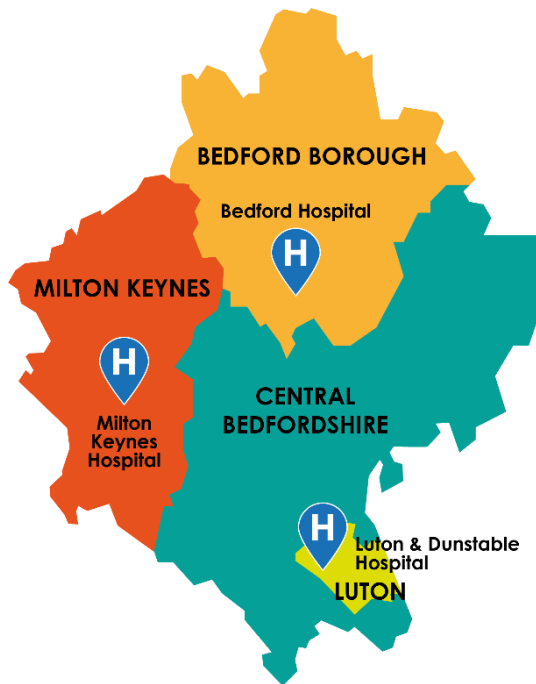 BEDFORD BOROUGH
Bedford Hospital
H
MILTON KEYNES
H
Milton
Keynes
Hospital
CENTRAL
BEDFORDSHIRE
H
Luton & Dunstable
Hospital
LUTON